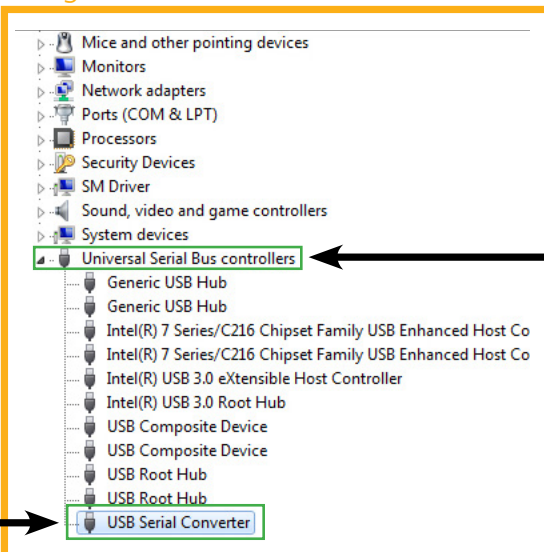 Mice and other pointing devices
Monitors
Network adapters
Ports (COM & LPT)
Processors
Security Devices
SM Driver
Sound, video and game controllers
System devices
Universal Serial Bus controllers
Generic USB Hub
Generic USB Hub
Intel(R) 7 Series/C216 Chipset Family USB Enhanced Host Co
Intel(R) 7 Series/C216 Chipset Family USB Enhanced Host Co
Intel(R) USB 3.0 eXtensible Host Controller
Intel(R) USB 3.0 Root Hub
USB Composite Device
USB Composite Device
USB Root Hub
USB Root Hub
USB Serial Converter